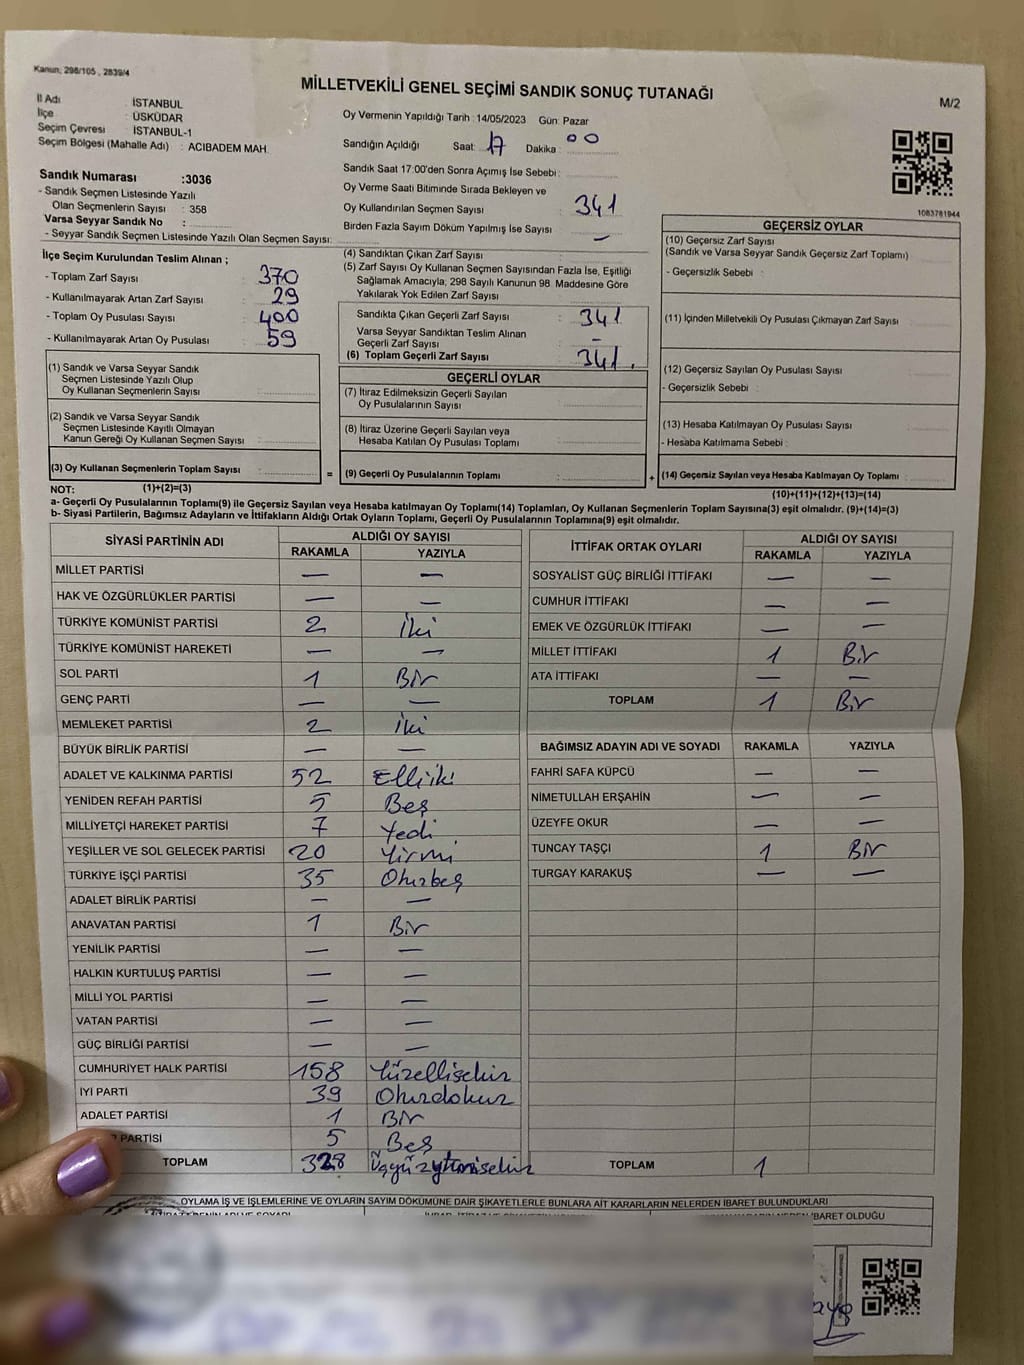 Kanun, 298/105 , 2839/4
MİLLETVEKİLİ GENEL SEÇİMİ SANDIK SONUÇ TUTANAĞI
M/2
İl Adı : İSTANBUL
İlçe : ÜSKÜDAR
Seçim Çevresi : İSTANBUL-1
Seçim Bölgesi (Mahalle Adı) : ACIBADEM MAH.
Sandık Numarası :3036
- Sandık Seçmen Listesinde Yazılı
Olan Seçmenlerin Sayısı : 358
Varsa Seyyar Sandık No :
- Seyyar Sandık Seçmen Listesinde Yazılı Olan Seçmen Sayısı:
Oy Vermenin Yapıldığı Tarih : 14/05/2023 Gün: Pazar
Sandığın Açıldığı Saat: 17 Dakika : 00
Sandık Saat 17:00'den Sonra Açımış İse Sebebi :
Oy Verme Saati Bitiminde Sırada Bekleyen ve
Oy Kullandırılan Seçmen Sayısı : 341
Birden Fazla Sayım Döküm Yapılmış İse Sayısı : —
1083781944
İlçe Seçim Kurulundan Teslim Alınan ;
- Toplam Zarf Sayısı : 370
- Kullanılmayarak Artan Zarf Sayısı : 29
- Toplam Oy Pusulası Sayısı : 400
- Kullanılmayarak Artan Oy Pusulası : 59
(4) Sandıktan Çıkan Zarf Sayısı :
(5) Zarf Sayısı Oy Kullanan Seçmen Sayısından Fazla İse, Eşitliği
Sağlamak Amacıyla; 298 Sayılı Kanunun 98. Maddesine Göre
Yakılarak Yok Edilen Zarf Sayısı :
Sandıkta Çıkan Geçerli Zarf Sayısı : 341
Varsa Seyyar Sandıktan Teslim Alınan
Geçerli Zarf Sayısı : —
(6) Toplam Geçerli Zarf Sayısı : 341.
GEÇERSİZ OYLAR
(10) Geçersiz Zarf Sayısı :
(Sandık ve Varsa Seyyar Sandık Geçersiz Zarf Toplamı)
- Geçersizlik Sebebi :
(11) İçinden Milletvekili Oy Pusulası Çıkmayan Zarf Sayısı :
(12) Geçersiz Sayılan Oy Pusulası Sayısı :
- Geçersizlik Sebebi :
(13) Hesaba Katılmayan Oy Pusulası Sayısı :
- Hesaba Katılmama Sebebi :
(14) Geçersiz Sayılan veya Hesaba Katılmayan Oy Toplamı :
(10)+(11)+(12)+(13)=(14)
(1) Sandık ve Varsa Seyyar Sandık
Seçmen Listesinde Yazılı Olup
Oy Kullanan Seçmenlerin Sayısı :
(2) Sandık ve Varsa Seyyar Sandık
Seçmen Listesinde Kayıtlı Olmayan
Kanun Gereği Oy Kullanan Seçmen Sayısı :
(3) Oy Kullanan Seçmenlerin Toplam Sayısı : =
(1)+(2)=(3)
GEÇERLİ OYLAR
(7) İtiraz Edilmeksizin Geçerli Sayılan
Oy Pusulalarının Sayısı :
(8) İtiraz Üzerine Geçerli Sayılan veya
Hesaba Katılan Oy Pusulası Toplamı :
(9) Geçerli Oy Pusulalarının Toplamı : +
NOT:
a- Geçerli Oy Pusulalarının Toplamı(9) ile Geçersiz Sayılan veya Hesaba katılmayan Oy Toplamı(14) Toplamları, Oy Kullanan Seçmenlerin Toplam Sayısına(3) eşit olmalıdır. (9)+(14)=(3)
b- Siyasi Partilerin, Bağımsız Adayların ve İttifakların Aldığı Ortak Oyların Toplamı, Geçerli Oy Pusulalarının Toplamına(9) eşit olmalıdır.
SİYASİ PARTİNİN ADI ALDIĞI OY SAYISI
RAKAMLA YAZIYLA
MİLLET PARTİSİ — —
HAK VE ÖZGÜRLÜKLER PARTİSİ — —
TÜRKİYE KOMÜNİST PARTİSİ 2 İki
TÜRKİYE KOMÜNİST HAREKETİ — —
SOL PARTİ 1 Bir
GENÇ PARTİ — —
MEMLEKET PARTİSİ 2 İki
BÜYÜK BİRLİK PARTİSİ — —
ADALET VE KALKINMA PARTİSİ 52 Elliiki
YENİDEN REFAH PARTİSİ 5 Beş
MİLLİYETÇİ HAREKET PARTİSİ 7 Yedi
YEŞİLLER VE SOL GELECEK PARTİSİ 20 Yirmi
TÜRKİYE İŞÇİ PARTİSİ 35 Otuzbeş
ADALET BİRLİK PARTİSİ — —
ANAVATAN PARTİSİ 1 Bir
YENİLİK PARTİSİ — —
HALKIN KURTULUŞ PARTİSİ — —
MİLLİ YOL PARTİSİ — —
VATAN PARTİSİ — —
GÜÇ BİRLİĞİ PARTİSİ — —
CUMHURİYET HALK PARTİSİ 158 Yüzellisekiz
İYİ PARTİ 39 Otuzdokuz
ADALET PARTİSİ 1 Bir
PARTİSİ 5 Beş
TOPLAM 328 Üçyüzyirmisekiz
İTTİFAK ORTAK OYLARI ALDIĞI OY SAYISI
RAKAMLA YAZIYLA
SOSYALİST GÜÇ BİRLİĞİ İTTİFAKI — —
CUMHUR İTTİFAKI — —
EMEK VE ÖZGÜRLÜK İTTİFAKI — —
MİLLET İTTİFAKI 1 Bir
ATA İTTİFAKI — —
TOPLAM 1 Bir
BAĞIMSIZ ADAYIN ADI VE SOYADI RAKAMLA YAZIYLA
FAHRİ SAFA KÜPCÜ — —
NİMETULLAH ERŞAHİN — —
ÜZEYFE OKUR — —
TUNCAY TAŞÇI 1 Bir
TURGAY KARAKUŞ — —
TOPLAM 1
OYLAMA İŞ VE İŞLEMLERİNE VE OYLARIN SAYIM DÖKÜMÜNE DAİR ŞİKAYETLERLE BUNLARA AİT KARARLARIN NELERDEN İBARET BULUNDUKLARI
İBARET OLDUĞU